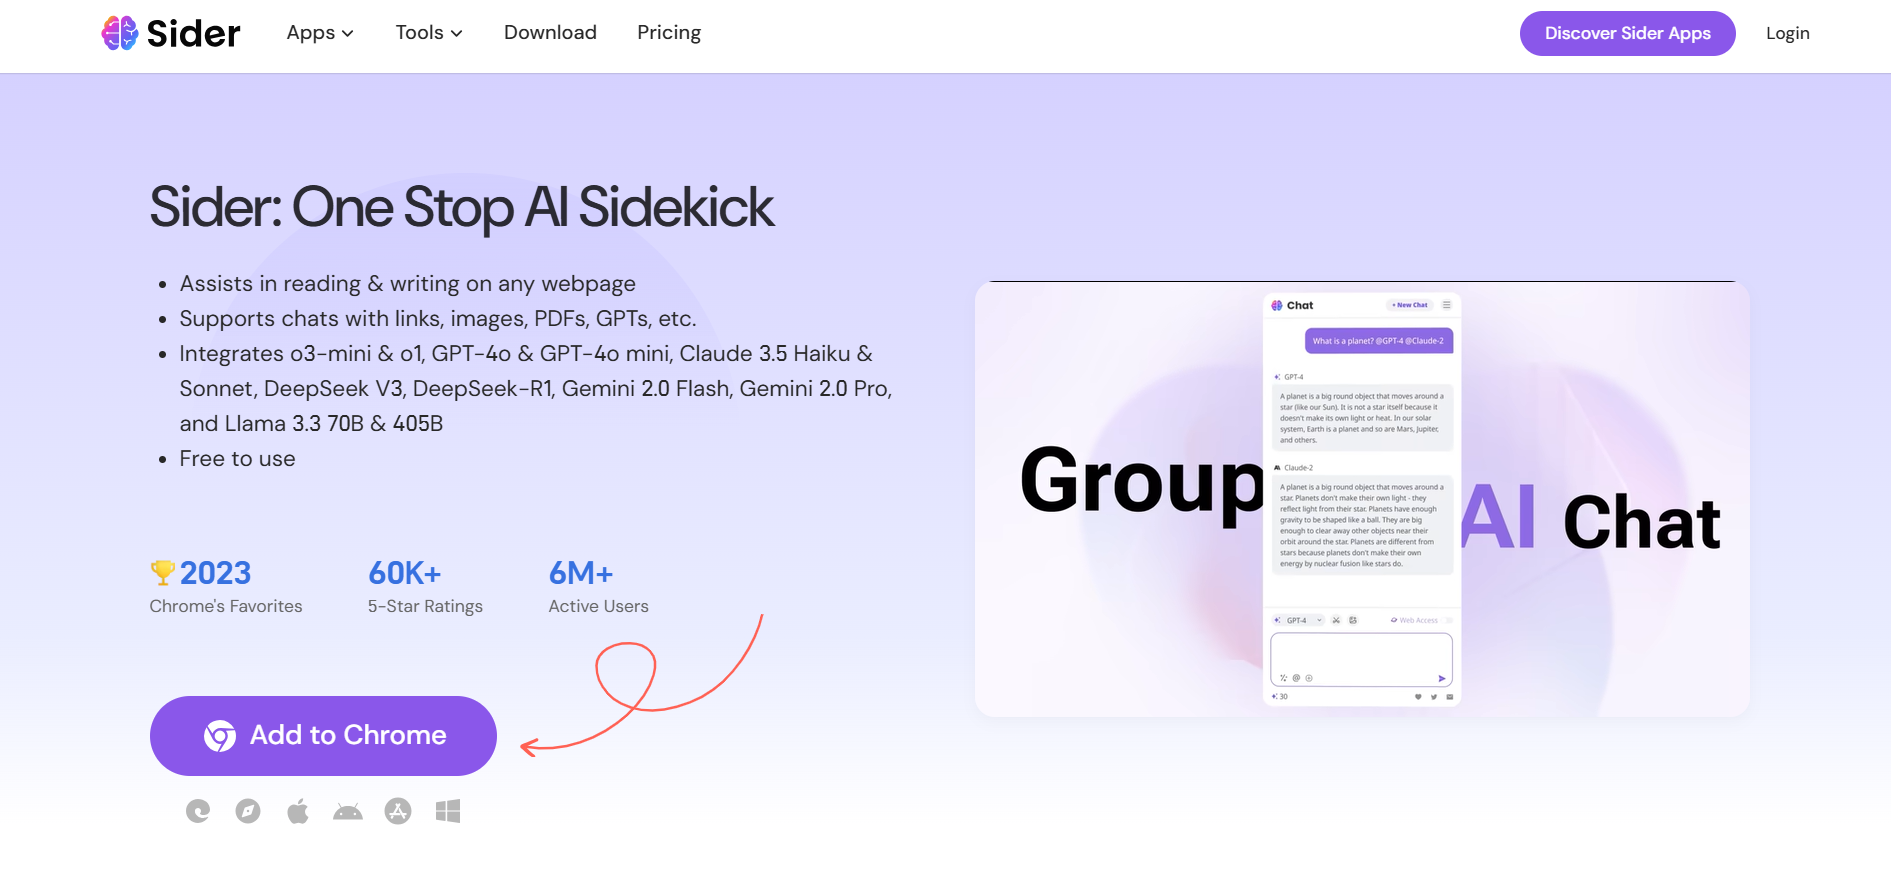 Sider
Apps
Tools
Download
Pricing
Discover Sider Apps
Login
Sider: One Stop AI Sidekick
Assists in reading & writing on any webpage
Supports chats with links, images, PDFs, GPTs, etc.
Integrates o3-mini & o1, GPT-4o & GPT-4o mini, Claude 3.5 Haiku &
Sonnet, DeepSeek V3, DeepSeek-R1, Gemini 2.0 Flash, Gemini 2.0 Pro,
and Llama 3.3 70B & 405B
Free to use
2023
Chrome's Favorites
60K+
5-Star Ratings
6M+
Active Users
Add to Chrome
Group
AI Chat
Chat
+ New Chat
What is a planet? @GPT-4 @Claude-2
GPT-4
A planet is a big round object that moves around a
star (like our Sun). It is not a star itself because it
doesn't make its own light or heat. In our solar
system, Earth is a planet and so are Mars, Jupiter,
and others.
Claude-2
A planet is a big round object that moves around a
star. Planets don't make their own light - they
reflect light from their star. Planets have enough
gravity to be shaped like a ball. They are big
enough to clear away other objects near their
orbit around the star. Planets are different from
stars because planets don't make their own
energy by nuclear fusion like stars do.
GPT-4
Web Access
@
30